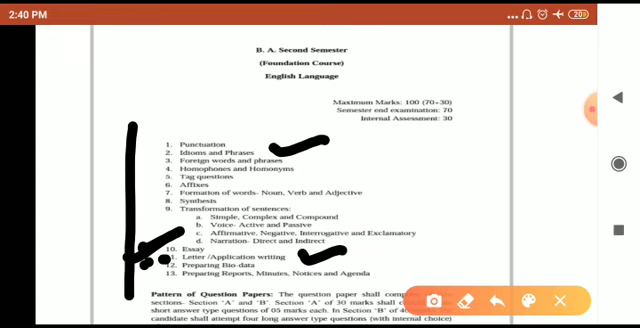 2:40 PM
20
B. A. Second Semester
(Foundation Course)
English Language
Maximum Marks: 100 (70+30)
Semester end examination: 70
Internal Assessment: 30
1. Punctuation
2. Idioms and Phrases
3. Foreign words and phrases
4. Homophones and Homonyms
5. Tag questions
6. Affixes
7. Formation of words- Noun, Verb and Adjective
8. Synthesis
9. Transformation of sentences:
a. Simple, Complex and Compound
b. Voice- Active and Passive
c. Affirmative, Negative, Interrogative and Exclamatory
d. Narration- Direct and Indirect
10. Essay
1. Letter /Application writing
12. Preparing Bio-data
13. Preparing Reports, Minutes, Notices and Agenda
Pattern of Question Papers: The question paper shall
sections- Section 'A' and 'B'. Section 'A' of 30 marks shall
short answer type questions of 05 marks each. In Section 'B' of
candidate shall attempt four long answer type questions (with internal choice)